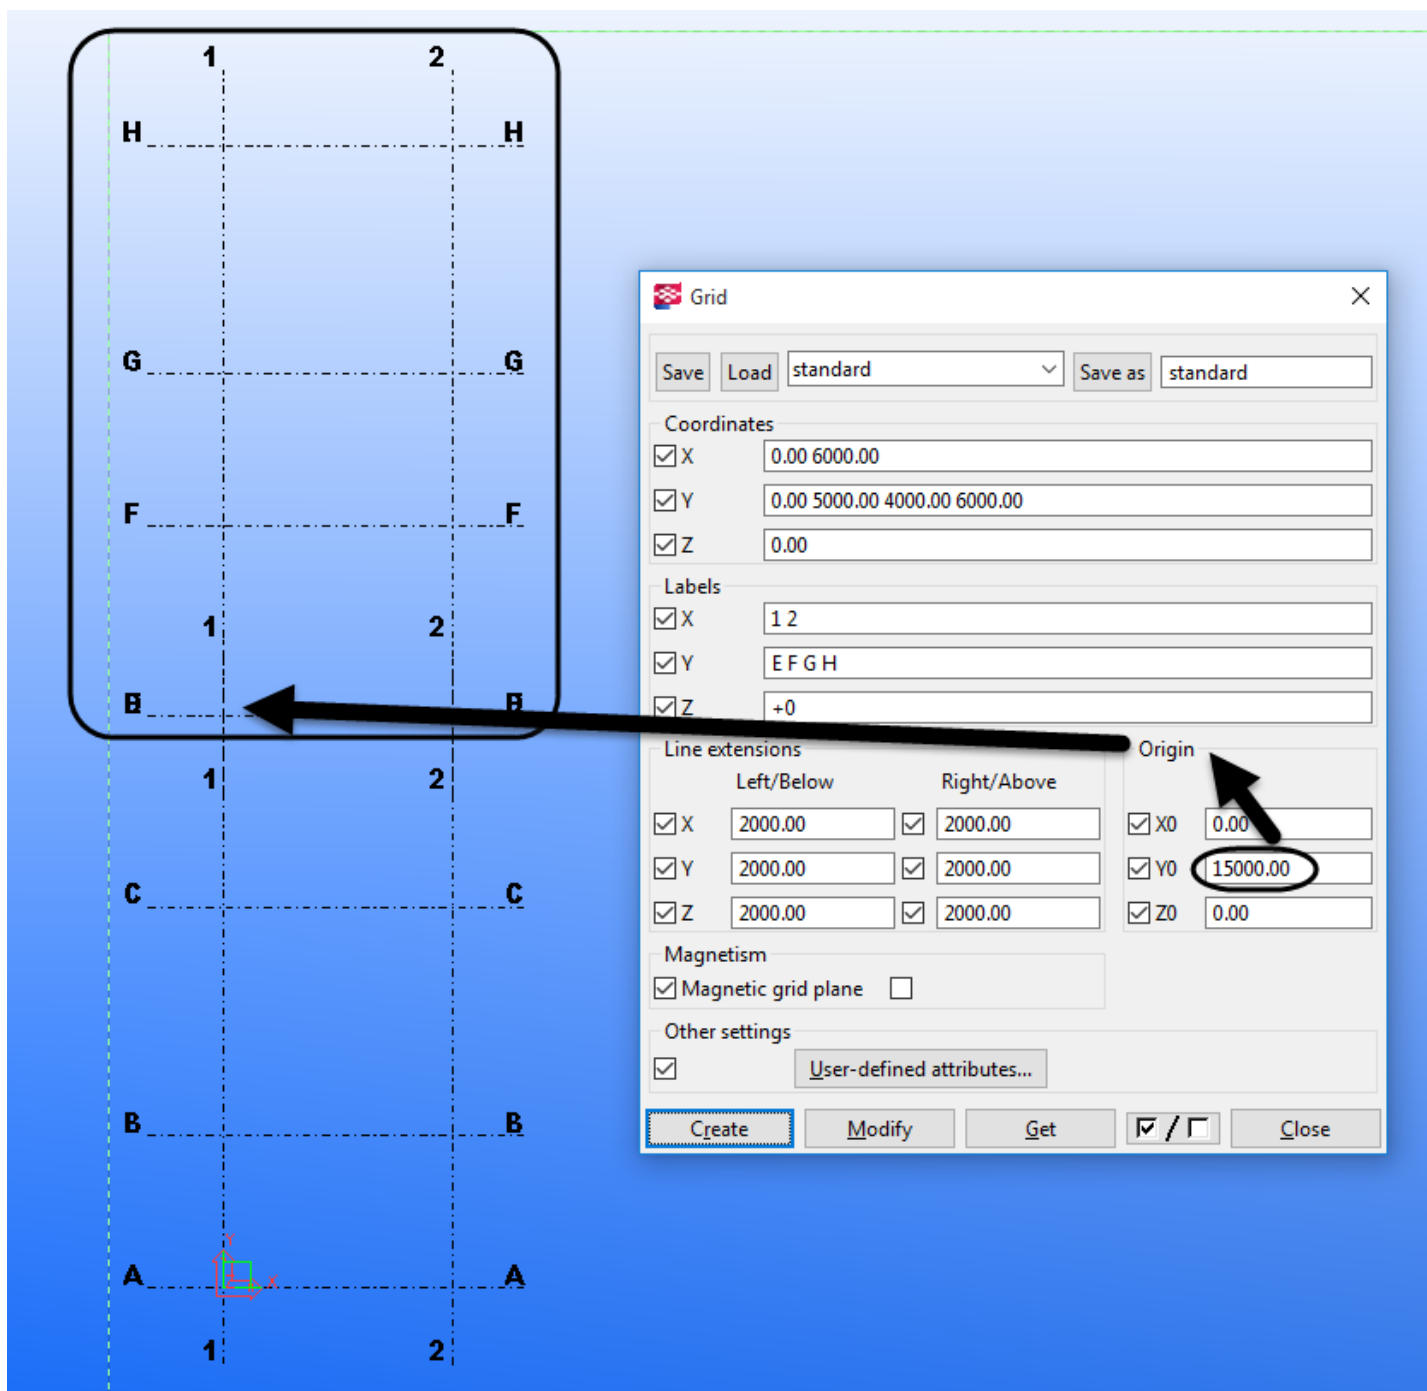 1 2
H H
G G
F F
1 2
1 2
C C
B B
Y
X
A A
1 2
Grid
Save Load standard Save as standard
Coordinates
X 0.00 6000.00
Y 0.00 5000.00 4000.00 6000.00
Z 0.00
Labels
X 1 2
Y E F G H
Z +0
Line extensions Origin
Left/Below Right/Above
X 2000.00 2000.00 X0 0.00
Y 2000.00 2000.00 Y0 15000.00
Z 2000.00 2000.00 Z0 0.00
Magnetism
Magnetic grid plane
Other settings
User-defined attributes...
Create Modify Get / Close